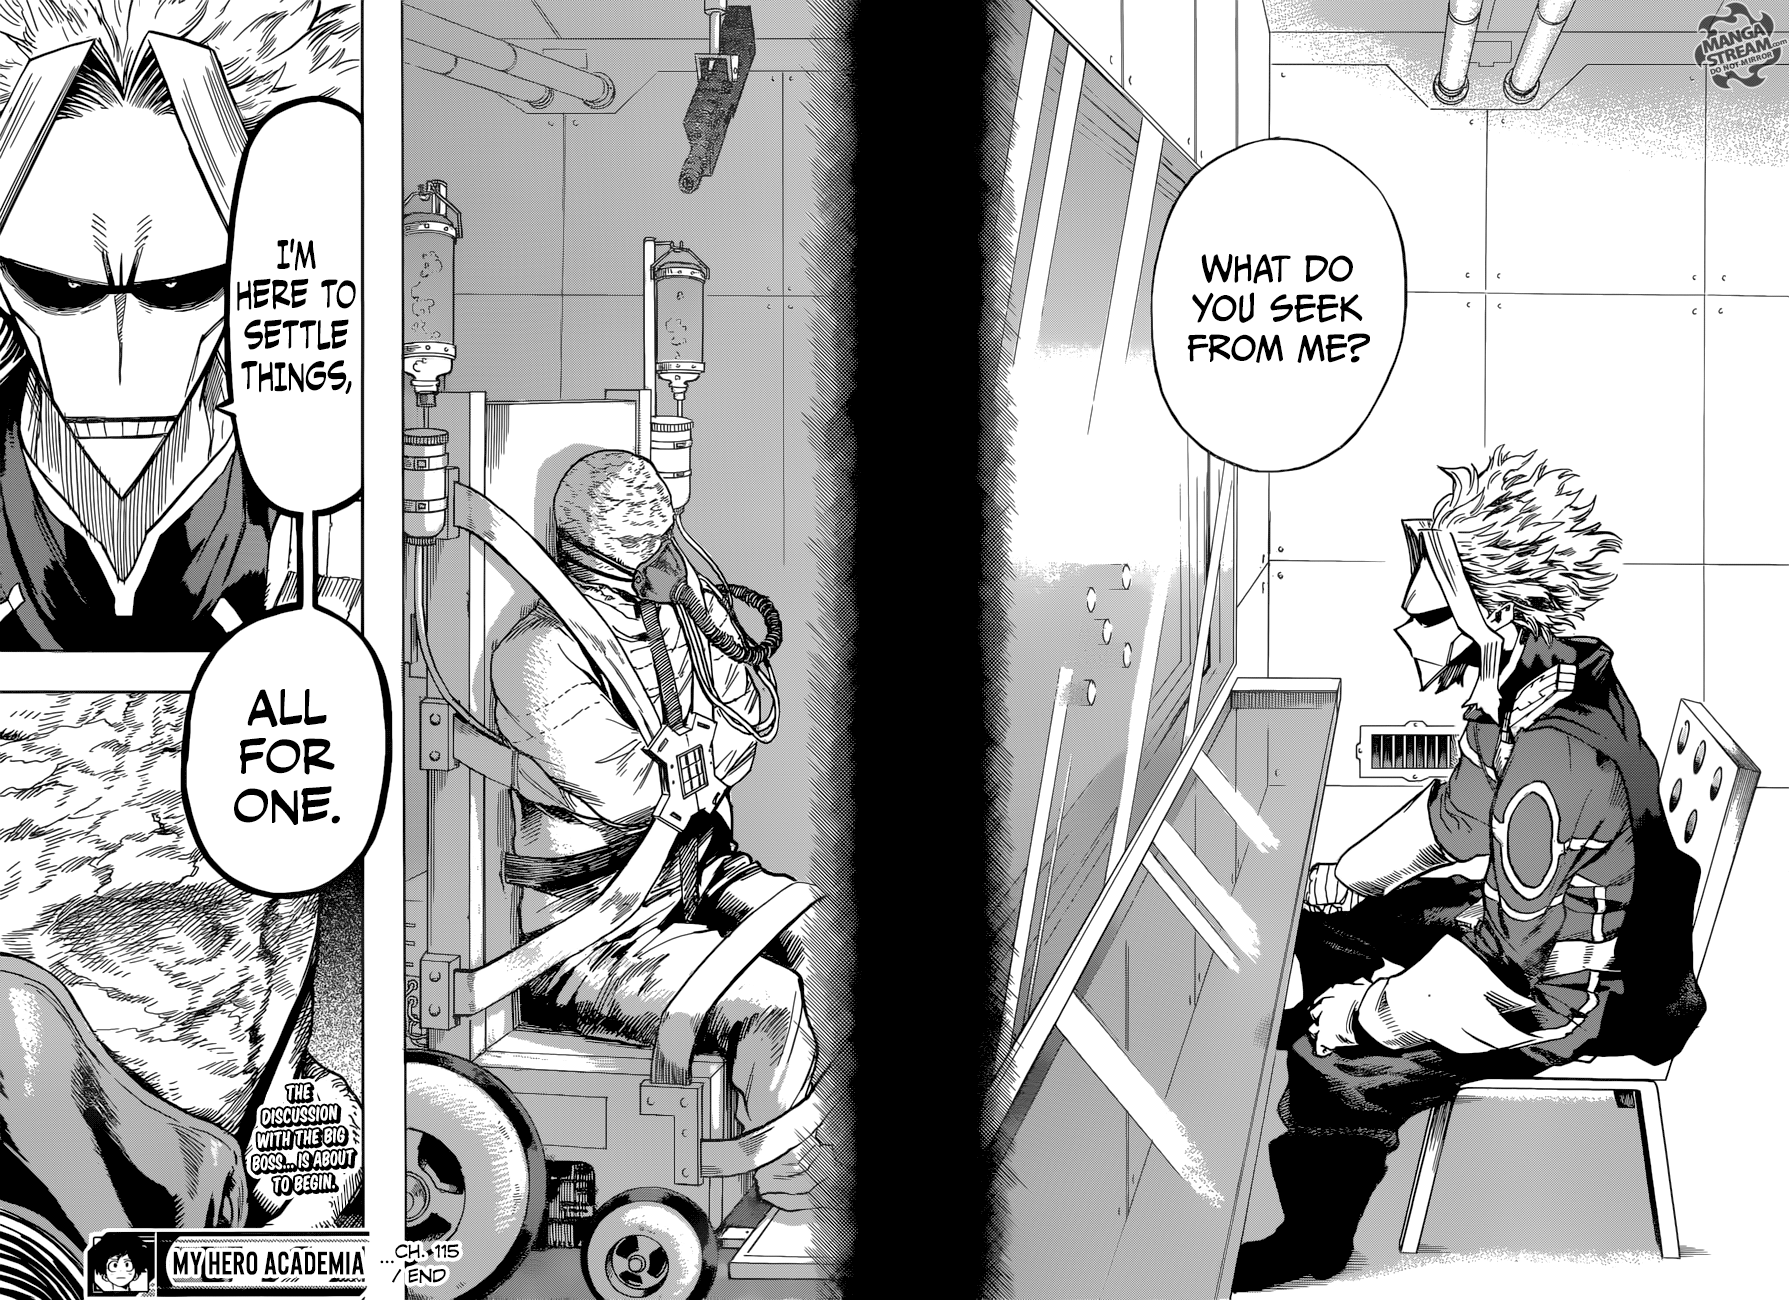 MANGA
STREAM.com
DO NOT MIRROR
WHAT DO
YOU SEEK
FROM ME?
I'M
HERE TO
SETTLE
THINGS,
ALL
FOR
ONE.
THE
DISCUSSION
WITH THE BIG
BOSS... IS ABOUT
TO BEGIN.
MY HERO ACADEMIA
... CH. 115
/ END